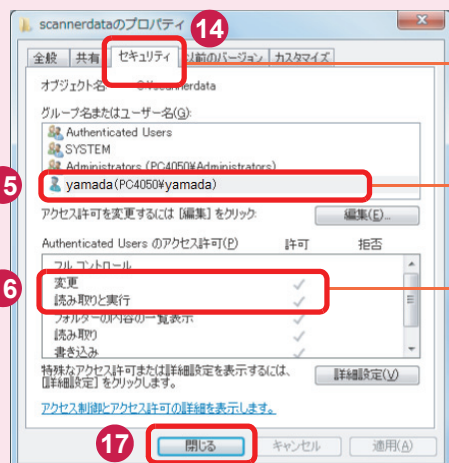 scannerdataのプロパティ
14
全般 共有 セキュリティ 以前のバージョン カスタマイズ
オブジェクト名
グループ名またはユーザー名(G):
Authenticated Users
SYSTEM
Administrators (PC4050¥Administrators)
5 yamada(PC4050¥yamada)
アクセス許可を変更するには [編集] をクリック: 編集(E)...
Authenticated Users のアクセス許可(P) 許可 拒否
フル コントロール
6 変更
読み取りと実行
フォルダーの内容の一覧表示
読み取り
書き込み
特殊なアクセス許可または詳細設定を表示するには、 詳細設定(V)
[詳細設定] をクリックします。
アクセス制御とアクセス許可の詳細を表示します。
17 閉じる キャンセル 適用(A)